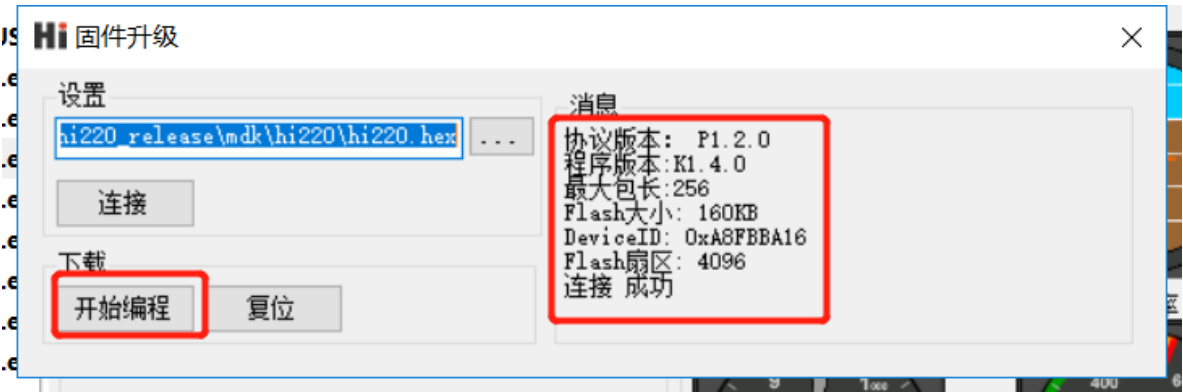 Hi 固件升级
设置
hi220_release\mdk\hi220\hi220.hex
...
连接
下载
开始编程
复位
消息
协议版本： P1.2.0
程序版本:K1.4.0
最大包长:256
Flash大小: 160KB
DeviceID: 0xA8FBBA16
Flash扇区: 4096
连接 成功
9
400
6